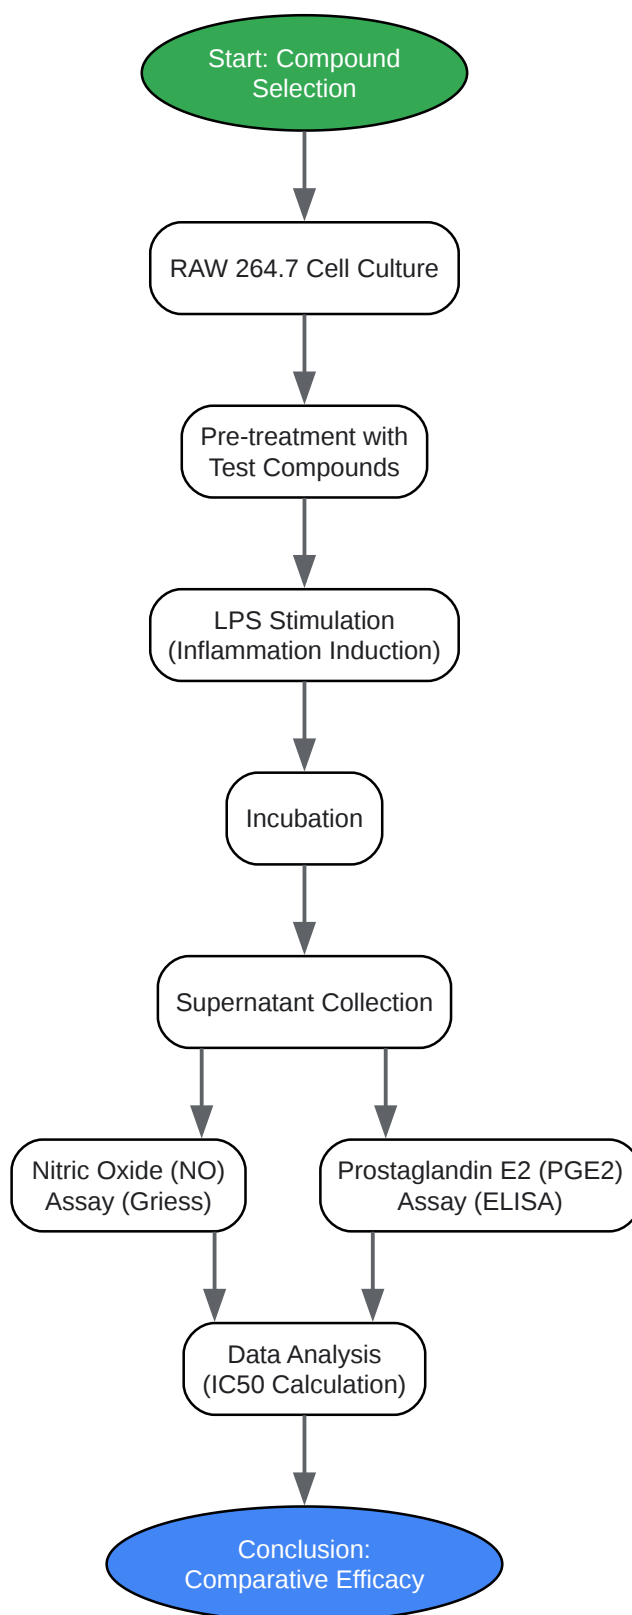 Start: Compound
Selection
RAW 264.7 Cell Culture
Pre-treatment with
Test Compounds
LPS Stimulation
(Inflammation Induction)
Incubation
Supernatant Collection
Nitric Oxide (NO)
Assay (Griess)
Prostaglandin E2 (PGE2)
Assay (ELISA)
Data Analysis
(IC50 Calculation)
Conclusion:
Comparative Efficacy